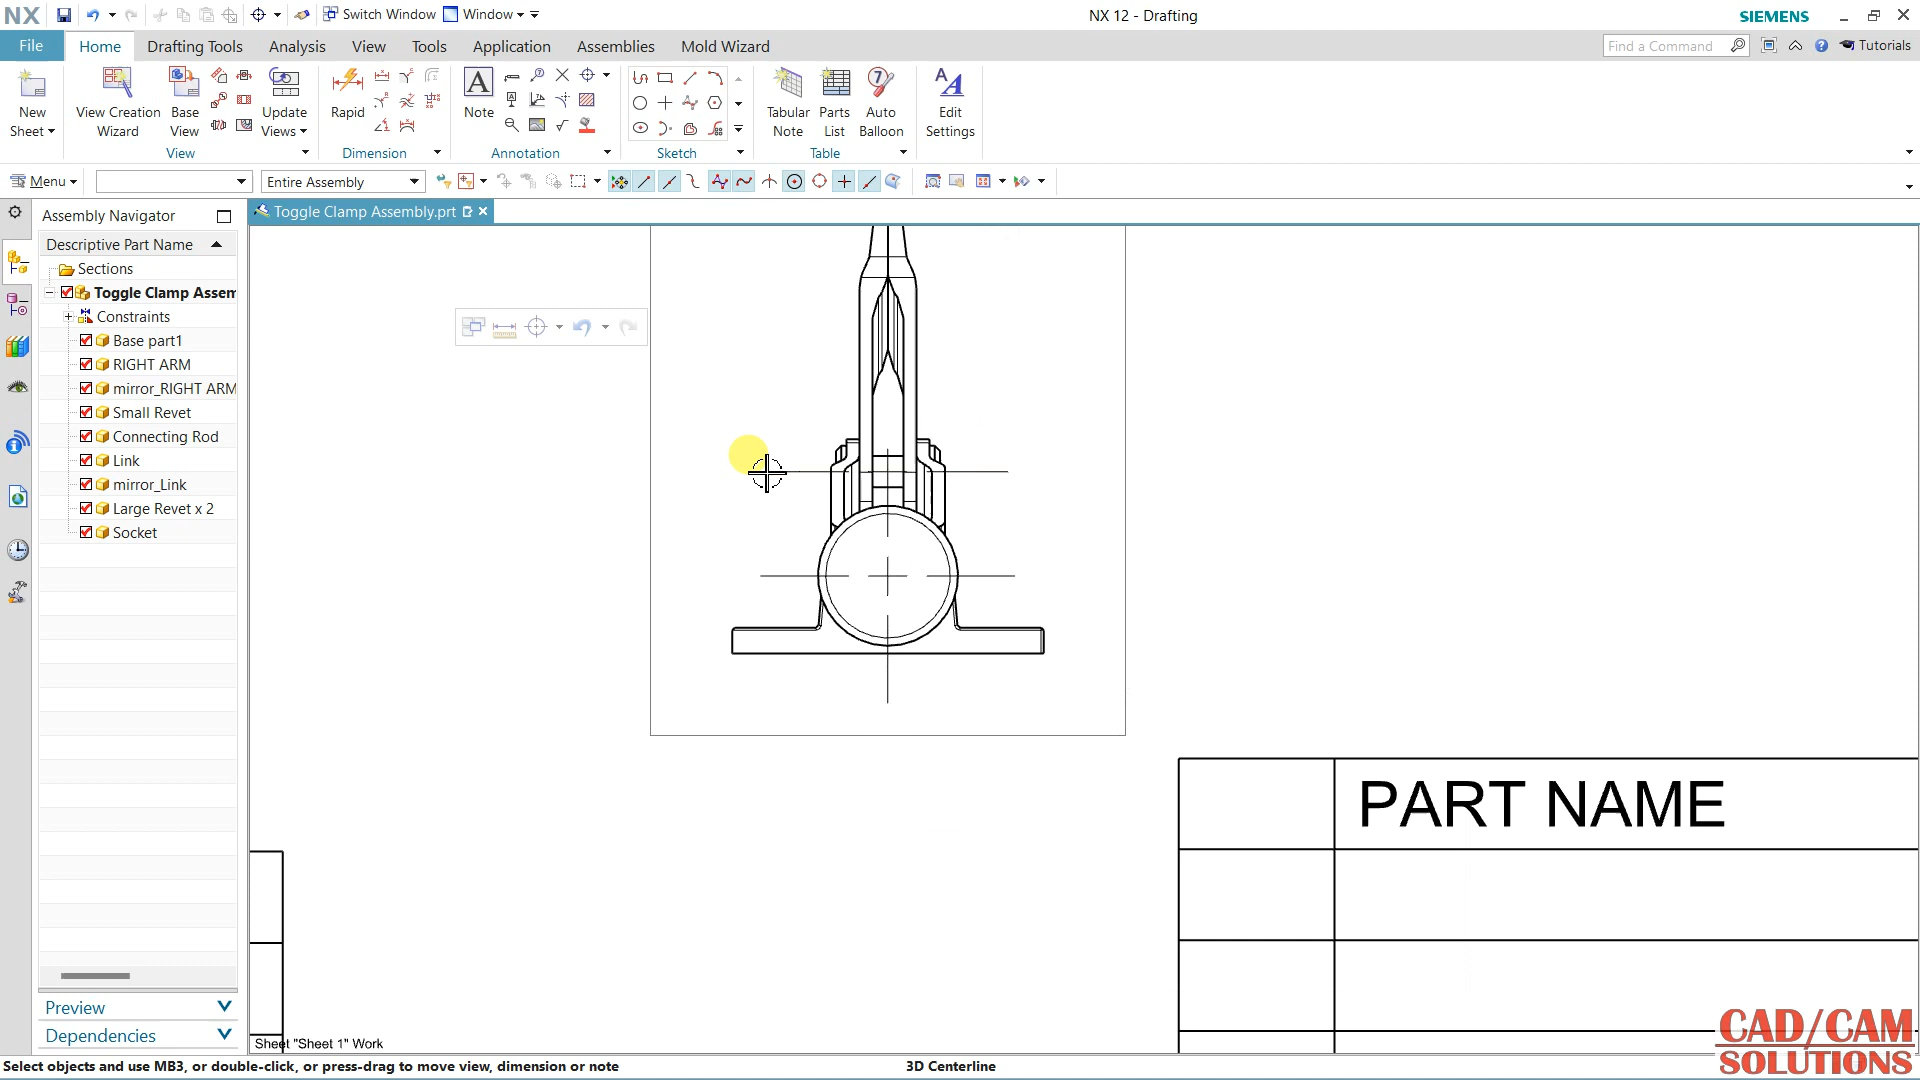 NX
Switch Window
Window
NX 12 - Drafting
SIEMENS
File
Home
Drafting Tools
Analysis
View
Tools
Application
Assemblies
Mold Wizard
Find a Command
Tutorials
New
Sheet
View Creation
Wizard
Base
View
Update
Views
Rapid
A
Note
Tabular
Note
Parts
List
Auto
Balloon
Edit
Settings
View
Dimension
Annotation
Sketch
Table
Menu
Entire Assembly
Assembly Navigator
Toggle Clamp Assembly.prt
Descriptive Part Name
Sections
Toggle Clamp Assem
Constraints
Base part1
RIGHT ARM
mirror_RIGHT ARM
Small Revet
Connecting Rod
Link
mirror_Link
Large Revet x 2
Socket
Preview
Dependencies
PART NAME
Sheet "Sheet 1" Work
Select objects and use MB3, or double-click, or press-drag to move view, dimension or note
3D Centerline
CAD/CAM
SOLUTIONS